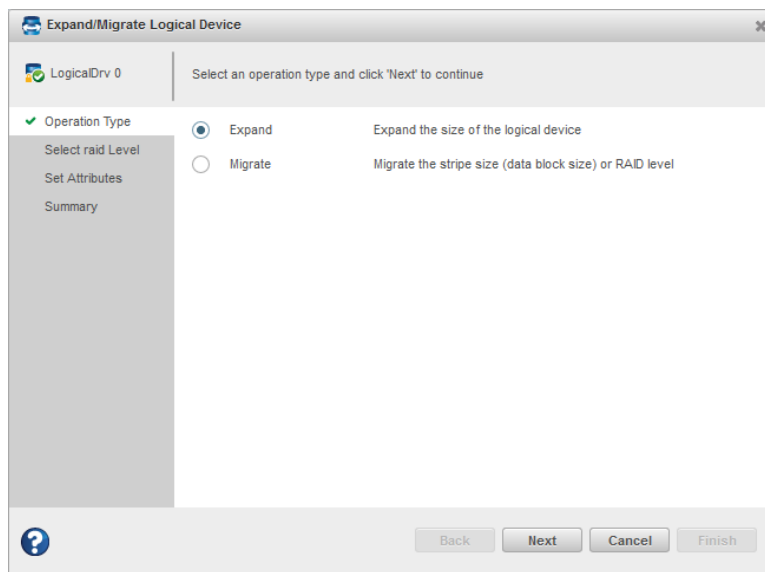 Expand/Migrate Logical Device
LogicalDrv 0
Select an operation type and click 'Next' to continue
Operation Type
Select raid Level
Set Attributes
Summary
Expand Expand the size of the logical device
Migrate Migrate the stripe size (data block size) or RAID level
? Back Next Cancel Finish